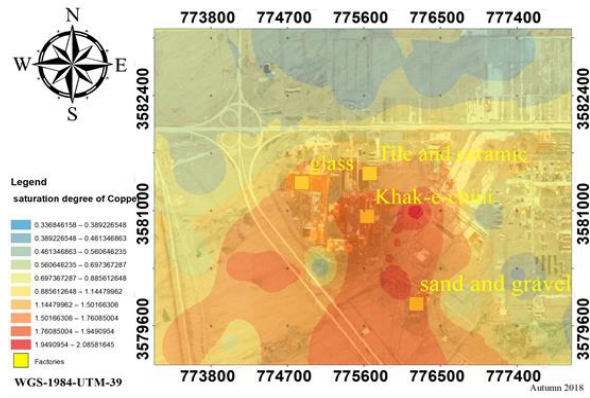 773800 774700 775600 776500 777400
N
W E
S
3582400 3582400
glass
Tile and ceramic
Khak-e-chini
3581000 3581000
sand and gravel
3579600 3579600
Legend
saturation degree of Coppe
0.336846158 – 0.389226548
0.389226548 – 0.461346863
0.461346863 – 0.560646235
0.560646235 – 0.697367287
0.697367287 – 0.885612648
0.885612648 – 1.14479962
1.14479962 – 1.50166306
1.50166306 – 1.76085004
1.76085004 – 1.9490954
1.9490954 – 2.08581645
Factories
WGS-1984-UTM-39
773800 774700 775600 776500 777400
Autumn 2018